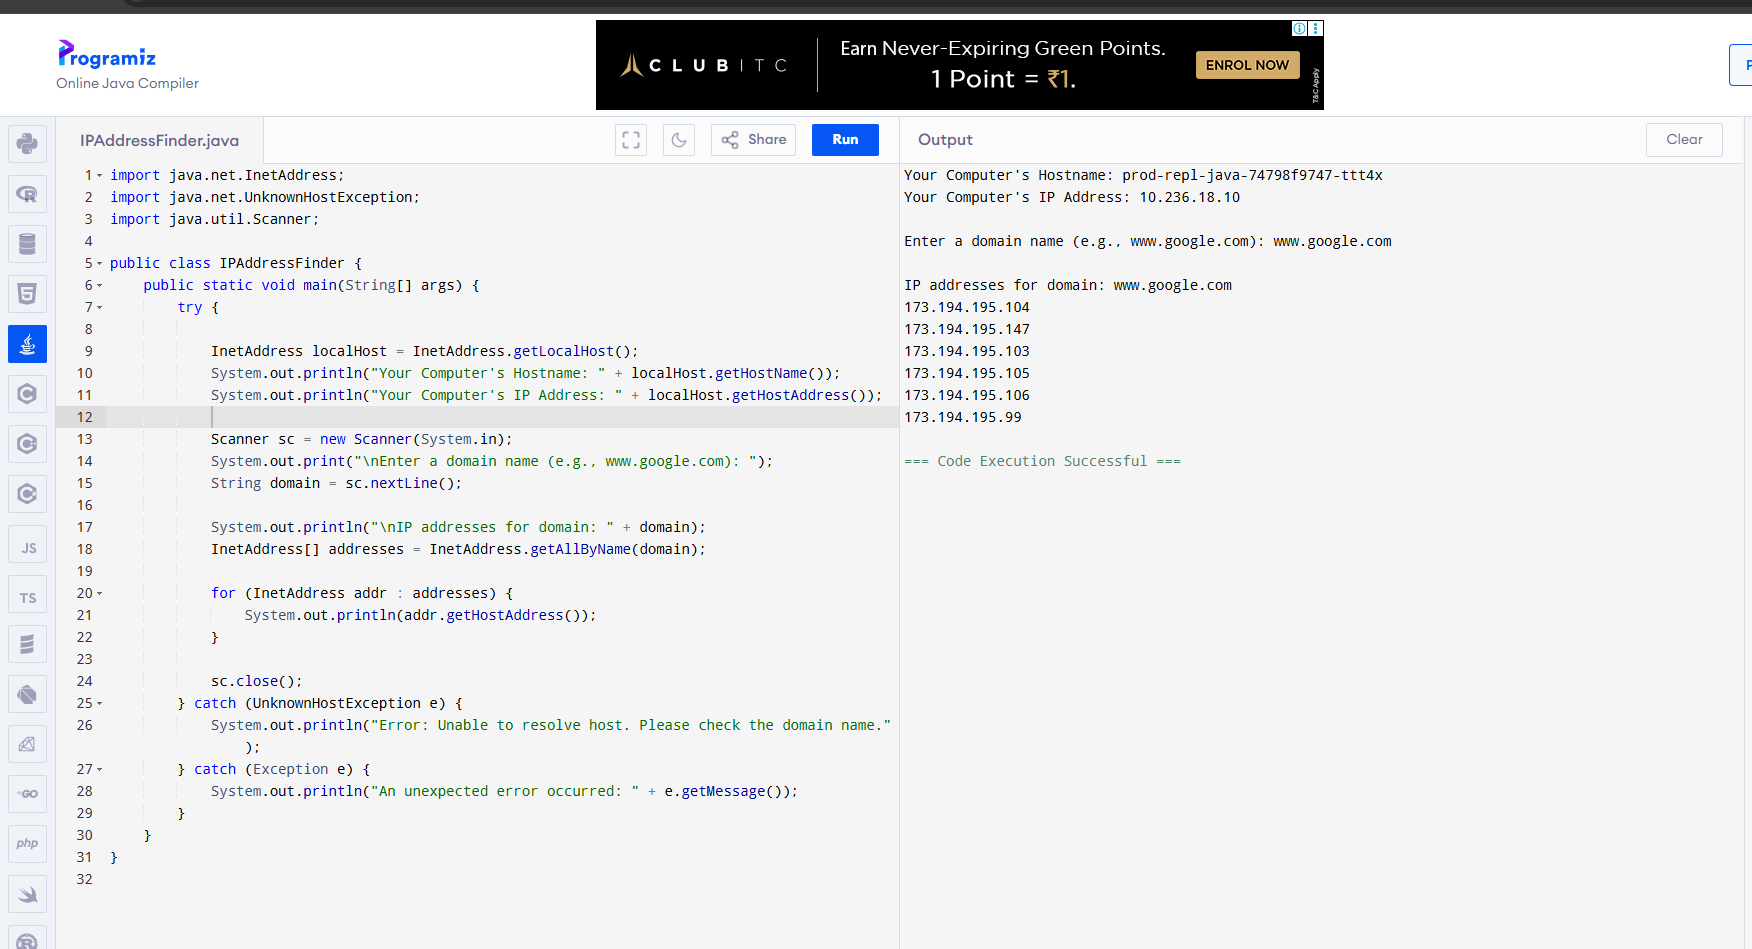 Programiz
Online Java Compiler
CLUB ITC
Earn Never-Expiring Green Points.
1 Point = ₹1.
ENROL NOW
T&C Apply
P
IPAddressFinder.java
Share
Run
Output
Clear
JS
TS
GO
php
1 import java.net.InetAddress;
2 import java.net.UnknownHostException;
3 import java.util.Scanner;
4
5 public class IPAddressFinder {
6     public static void main(String[] args) {
7         try {
8
9             InetAddress localHost = InetAddress.getLocalHost();
10             System.out.println("Your Computer's Hostname: " + localHost.getHostName());
11             System.out.println("Your Computer's IP Address: " + localHost.getHostAddress());
12
13             Scanner sc = new Scanner(System.in);
14             System.out.print("\nEnter a domain name (e.g., www.google.com): ");
15             String domain = sc.nextLine();
16
17             System.out.println("\nIP addresses for domain: " + domain);
18             InetAddress[] addresses = InetAddress.getAllByName(domain);
19
20             for (InetAddress addr : addresses) {
21                 System.out.println(addr.getHostAddress());
22             }
23
24             sc.close();
25         } catch (UnknownHostException e) {
26             System.out.println("Error: Unable to resolve host. Please check the domain name."
                );
27         } catch (Exception e) {
28             System.out.println("An unexpected error occurred: " + e.getMessage());
29         }
30     }
31 }
32
Your Computer's Hostname: prod-repl-java-74798f9747-ttt4x
Your Computer's IP Address: 10.236.18.10
Enter a domain name (e.g., www.google.com): www.google.com
IP addresses for domain: www.google.com
173.194.195.104
173.194.195.147
173.194.195.103
173.194.195.105
173.194.195.106
173.194.195.99
=== Code Execution Successful ===